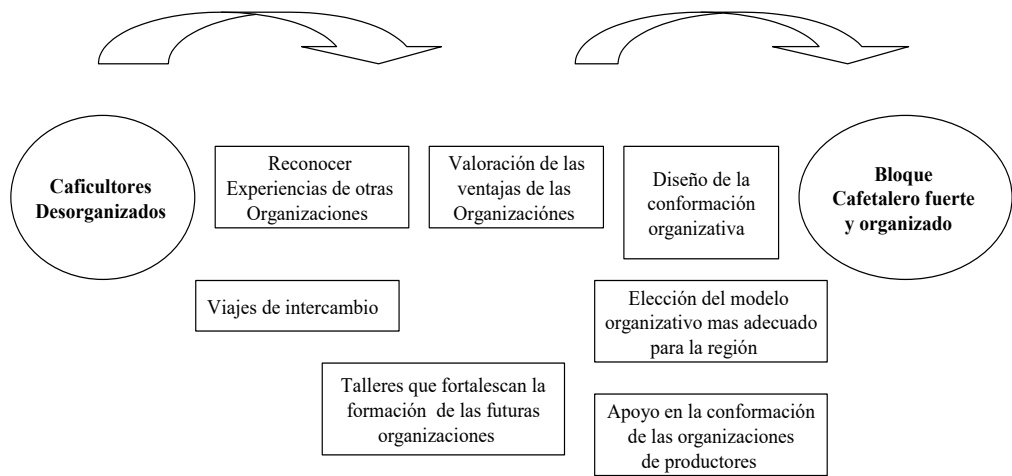 Caficultores
Desorganizados
Reconocer
Experiencias de otras
Organizaciones
Valoración de las
ventajas de las
Organizaciónes
Diseño de la
conformación
organizativa
Bloque
Cafetalero fuerte
y organizado
Viajes de intercambio
Elección del modelo
organizativo mas adecuado
para la región
Talleres que fortalescan la
formación de las futuras
organizaciones
Apoyo en la conformación
de las organizaciones
de productores